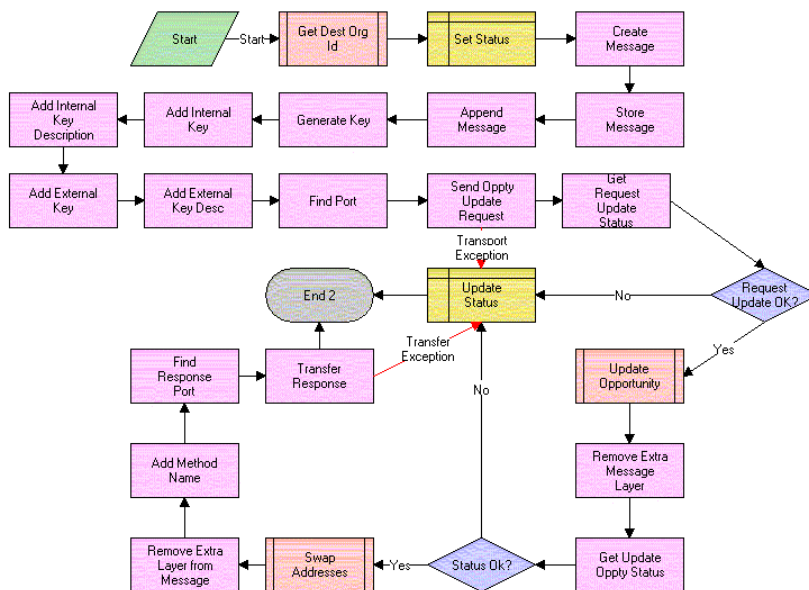 Start
Start
Get Dest Org
Id
Set Status
Create
Message
Add Internal
Key
Description
Add Internal
Key
Generate Key
Append
Message
Store
Message
Add External
Key
Add External
Key Desc
Find Port
Send Oppty
Update
Request
Get
Request
Update
Status
Transport
Exception
End 2
Update
Status
No
Request
Update OK?
Transfer
Exception
Yes
Find
Response
Port
Transfer
Response
No
Update
Opportunity
Add Method
Name
Remove Extra
Message
Layer
Remove Extra
Layer from
Message
Swap
Addresses
Yes
Status Ok?
Get Update
Oppty Status